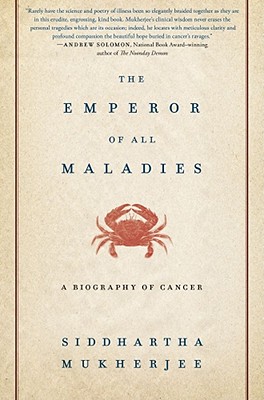 "Rarely have the science and poetry of illness been so elegantly braided together as they are
in this erudite, engrossing, kind book. Mukherjee's clinical wisdom never erases the
personal tragedies which are its occasion; indeed, he locates with meticulous clarity and
profound compassion the beautiful hope buried in cancer's ravages."
—ANDREW SOLOMON, National Book Award–winning
author of The Noonday Demon
THE
EMPEROR
OF ALL
MALADIES
A BIOGRAPHY OF CANCER
SIDDHARTHA
MUKHERJEE